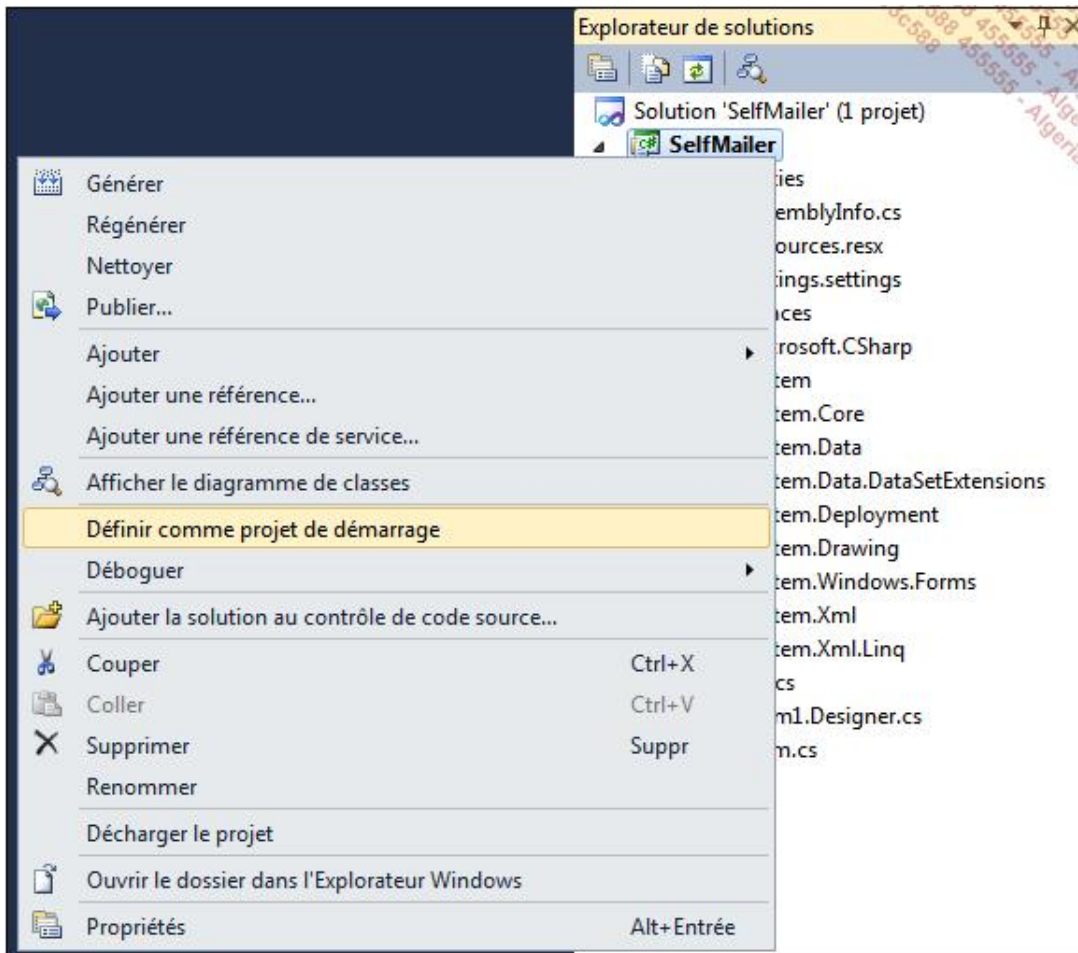 Explorateur de solutions
Solution 'SelfMailer' (1 projet)
SelfMailer
Générer
Régénérer
Nettoyer
Publier...
Ajouter
Ajouter une référence...
Ajouter une référence de service...
Afficher le diagramme de classes
Définir comme projet de démarrage
Déboguer
Ajouter la solution au contrôle de code source...
Couper Ctrl+X
Coller Ctrl+V
Supprimer Suppr
Renommer
Décharger le projet
Ouvrir le dossier dans l'Explorateur Windows
Propriétés Alt+Entrée
ties
emblyInfo.cs
ources.resx
ings.settings
nces
rosoft.CSharp
tem
tem.Core
tem.Data
tem.Data.DataSetExtensions
tem.Deployment
tem.Drawing
tem.Windows.Forms
tem.Xml
tem.Xml.Linq
cs
m1.Designer.cs
m.cs